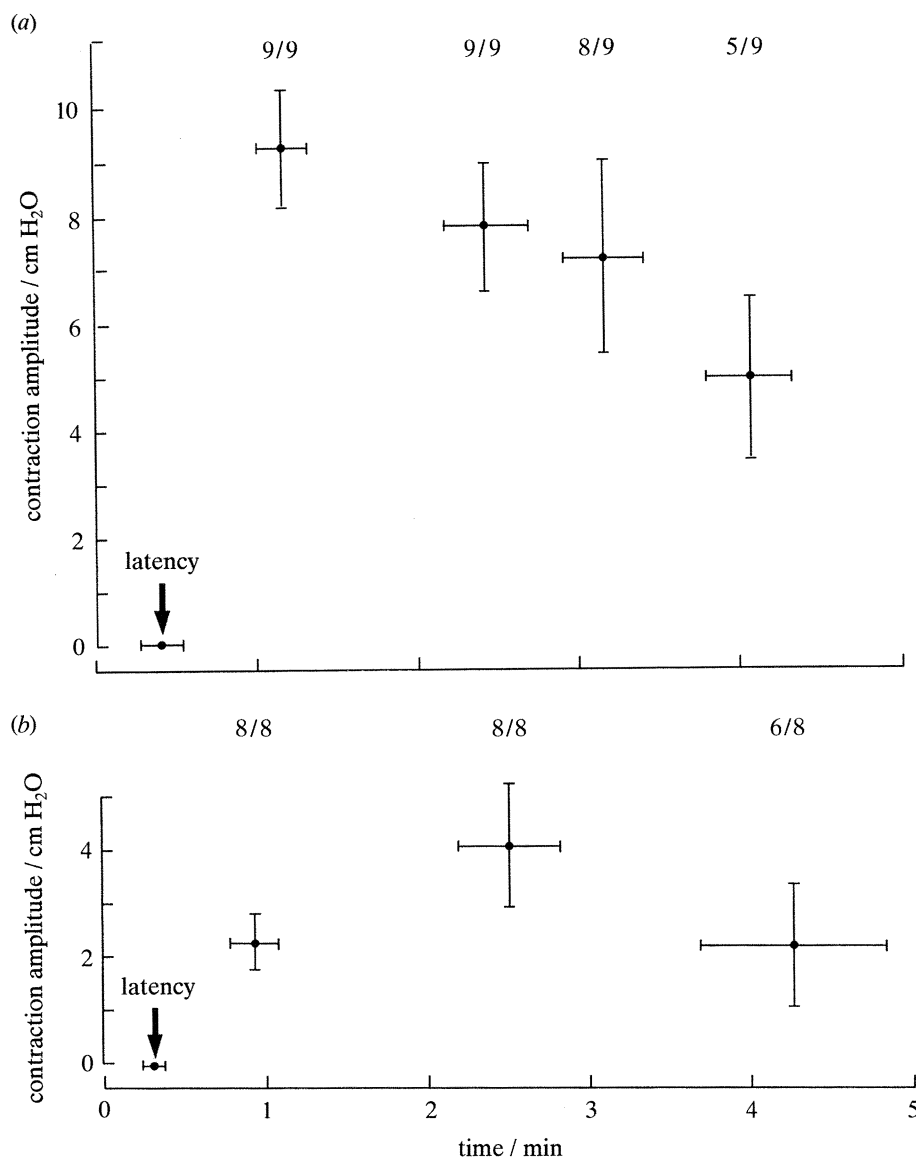 (a)
9/9 9/9 8/9 5/9
10
8
6
4
2
0
contraction amplitude / cm H₂O
latency
(b)
8/8 8/8 6/8
4
2
0
contraction amplitude / cm H₂O
latency
0 1 2 3 4 5
time / min